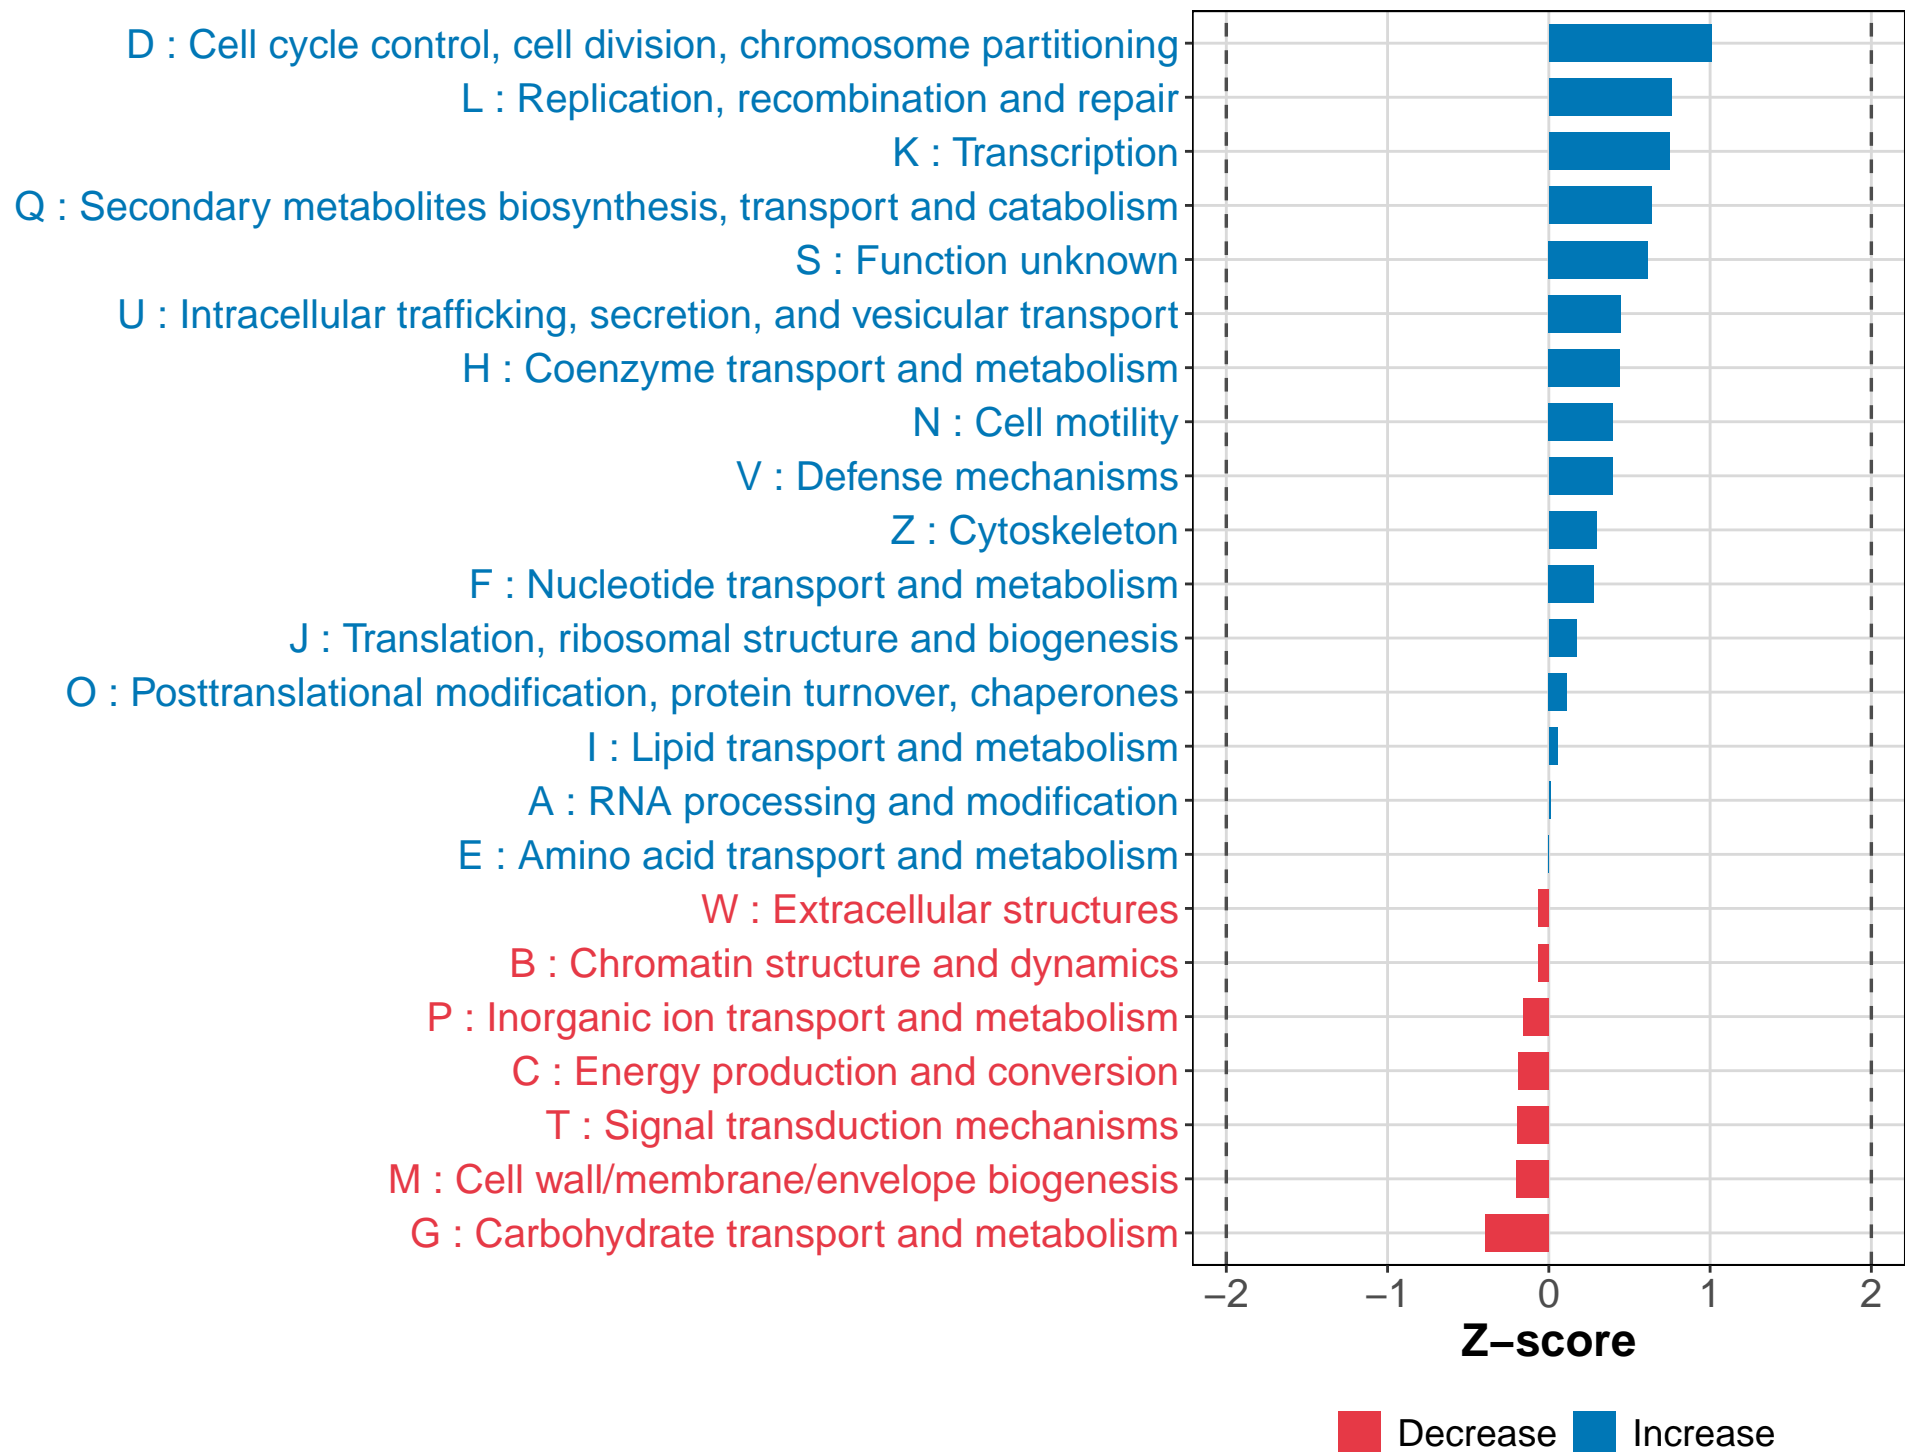 D : Cell cycle control, cell division, chromosome partitioning
L : Replication, recombination and repair
K : Transcription
Q : Secondary metabolites biosynthesis, transport and catabolism
S : Function unknown
U : Intracellular trafficking, secretion, and vesicular transport
H : Coenzyme transport and metabolism
N : Cell motility
V : Defense mechanisms
Z : Cytoskeleton
F : Nucleotide transport and metabolism
J : Translation, ribosomal structure and biogenesis
O : Posttranslational modification, protein turnover, chaperones
I : Lipid transport and metabolism
A : RNA processing and modification
E : Amino acid transport and metabolism
W : Extracellular structures
B : Chromatin structure and dynamics
P : Inorganic ion transport and metabolism
C : Energy production and conversion
T : Signal transduction mechanisms
M : Cell wall/membrane/envelope biogenesis
G : Carbohydrate transport and metabolism
−2 −1 0 1 2
Z−score
Decrease Increase